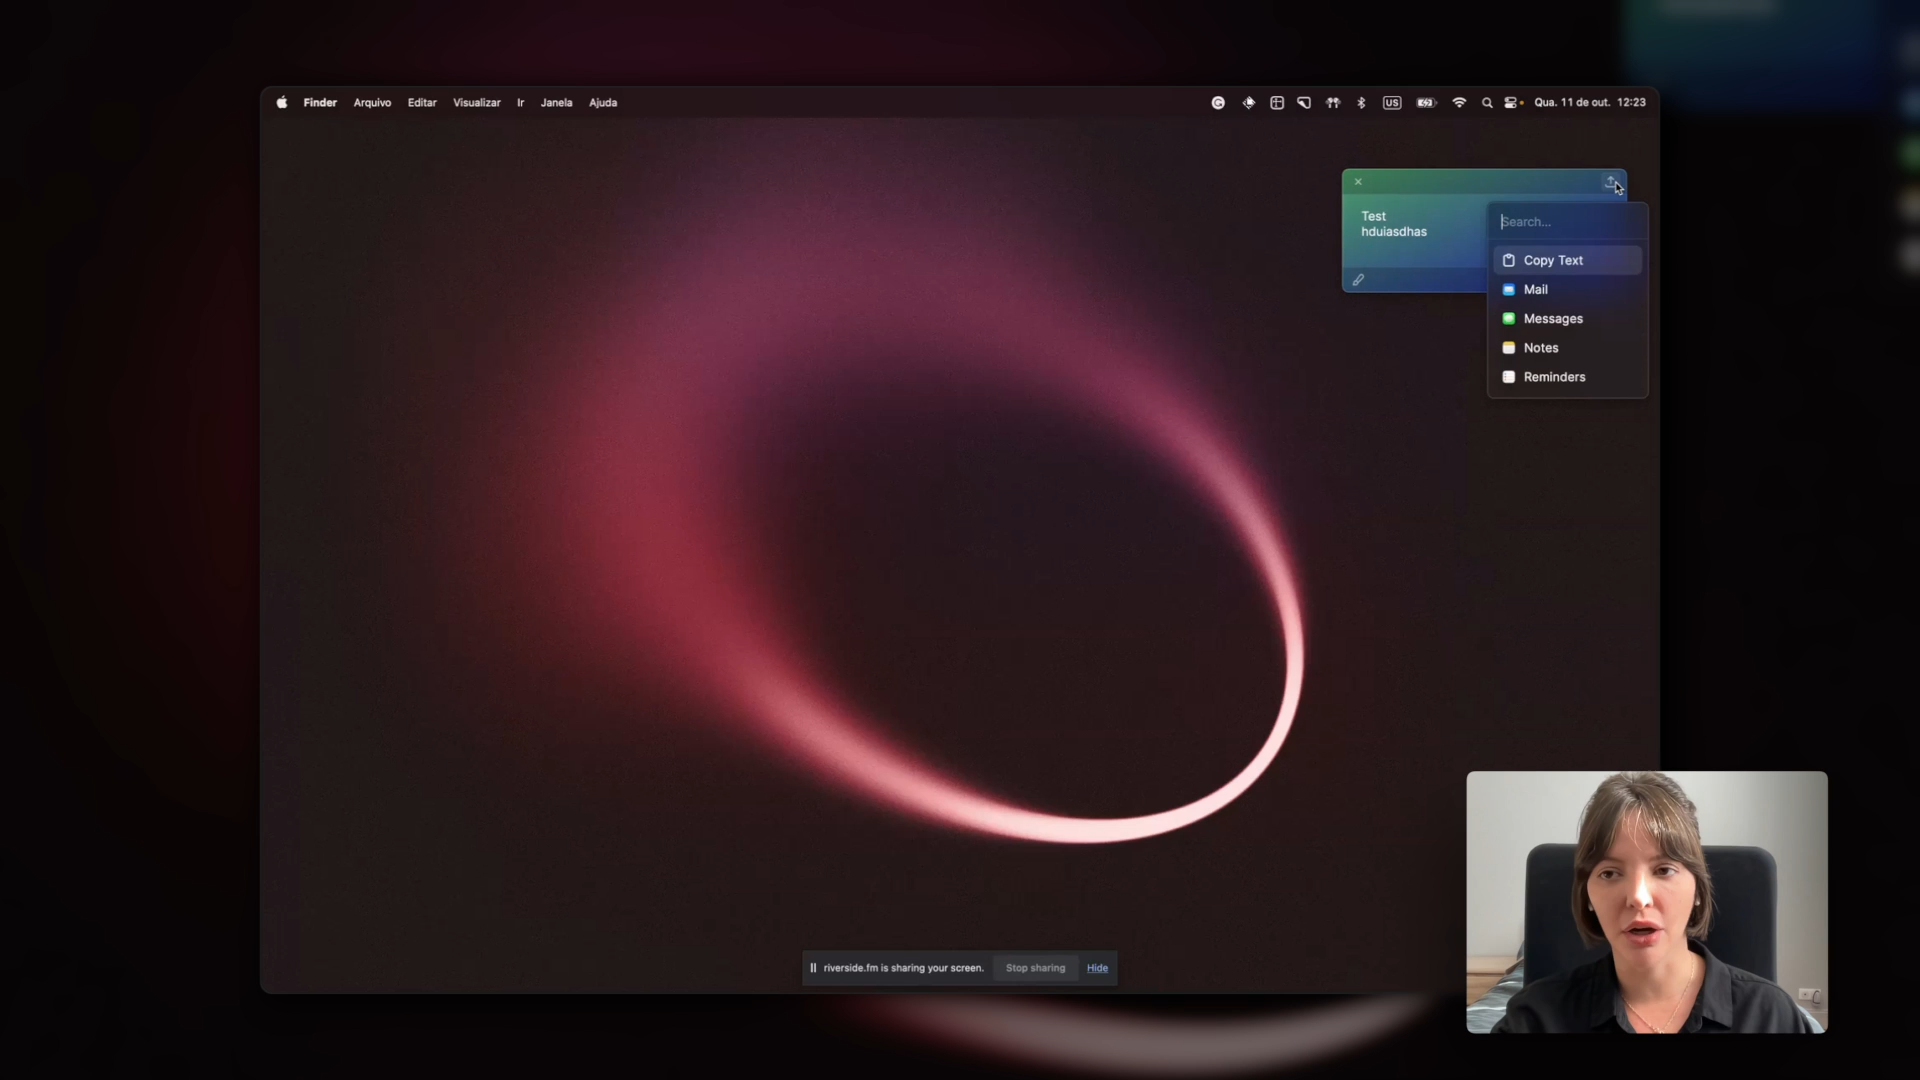 Finder Arquivo Editar Visualizar Ir Janela Ajuda
US
Qua. 11 de out. 12:23
Test
hduiasdhas
Search...
Copy Text
Mail
Messages
Notes
Reminders
riverside.fm is sharing your screen. Stop sharing Hide